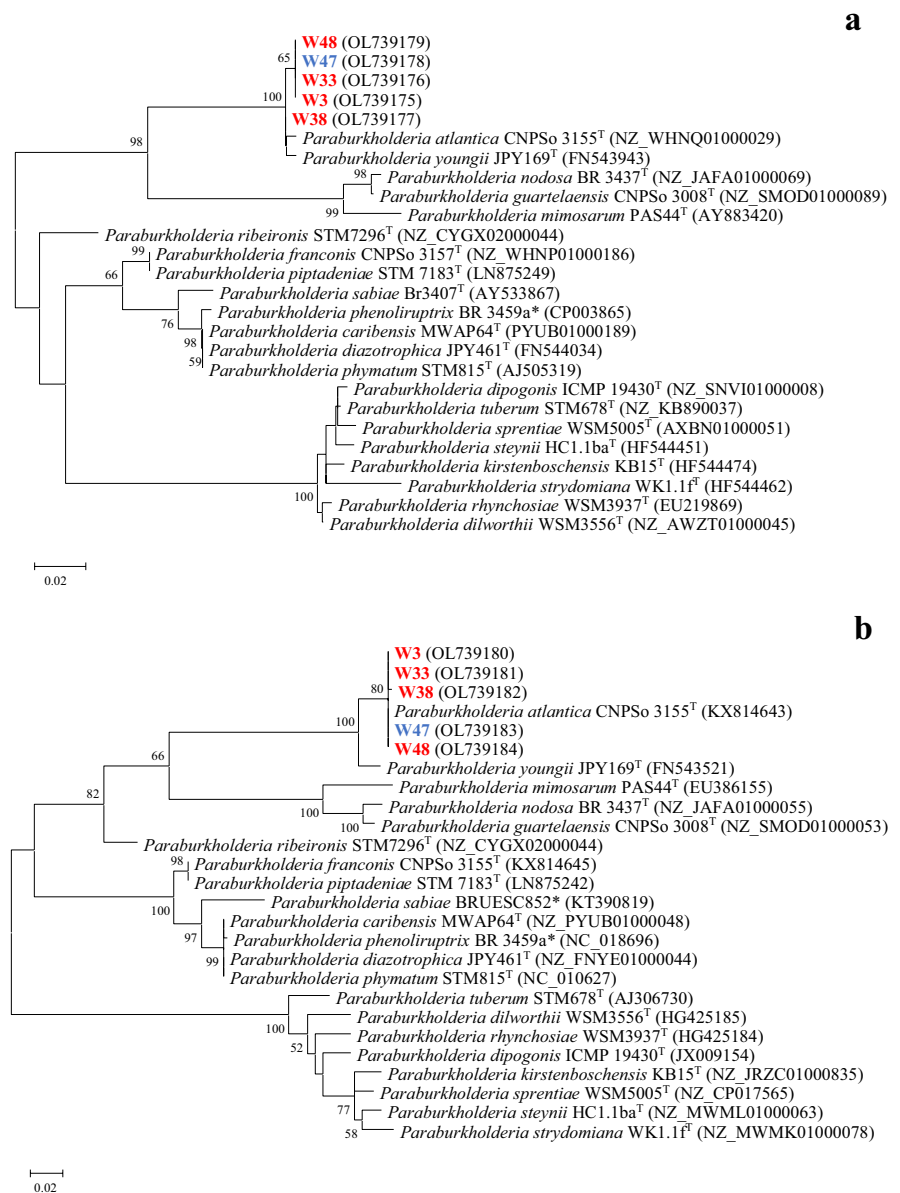 a
W48 (OL739179)
65
W47 (OL739178)
W33 (OL739176)
100
W3 (OL739175)
W38 (OL739177)
98
Paraburkholderia atlantica CNPSo 3155T (NZ_WHNQ01000029)
Paraburkholderia youngii JPY169T (FN543943)
98
Paraburkholderia nodosa BR 3437T (NZ_JAFA01000069)
Paraburkholderia guartelaensis CNPSo 3008T (NZ_SMOD01000089)
99
Paraburkholderia mimosarum PAS44T (AY883420)
Paraburkholderia ribeironis STM7296T (NZ_CYGX02000044)
99
Paraburkholderia franconis CNPSo 3157T (NZ_WHNP01000186)
66
Paraburkholderia piptadeniae STM 7183T (LN875249)
Paraburkholderia sabiae Br3407T (AY533867)
Paraburkholderia phenoliruptrix BR 3459a* (CP003865)
76
Paraburkholderia caribensis MWAP64T (PYUB01000189)
98
Paraburkholderia diazotrophica JPY461T (FN544034)
59
Paraburkholderia phymatum STM815T (AJ505319)
Paraburkholderia dipogonis ICMP 19430T (NZ_SNVI01000008)
Paraburkholderia tuberum STM678T (NZ_KB890037)
Paraburkholderia sprentiae WSM5005T (AXBN01000051)
Paraburkholderia steynii HC1.1baT (HF544451)
Paraburkholderia kirstenboschensis KB15T (HF544474)
Paraburkholderia strydomiana WK1.1fT (HF544462)
100
Paraburkholderia rhynchosiae WSM3937T (EU219869)
Paraburkholderia dilworthii WSM3556T (NZ_AWZT01000045)
0.02
b
W3 (OL739180)
W33 (OL739181)
80
W38 (OL739182)
Paraburkholderia atlantica CNPSo 3155T (KX814643)
100
W47 (OL739183)
W48 (OL739184)
66
Paraburkholderia youngii JPY169T (FN543521)
Paraburkholderia mimosarum PAS44T (EU386155)
82
100
Paraburkholderia nodosa BR 3437T (NZ_JAFA01000055)
100
Paraburkholderia guartelaensis CNPSo 3008T (NZ_SMOD01000053)
Paraburkholderia ribeironis STM7296T (NZ_CYGX02000044)
98
Paraburkholderia franconis CNPSo 3155T (KX814645)
Paraburkholderia piptadeniae STM 7183T (LN875242)
100
Paraburkholderia sabiae BRUESC852* (KT390819)
Paraburkholderia caribensis MWAP64T (NZ_PYUB01000048)
97
Paraburkholderia phenoliruptrix BR 3459a* (NC_018696)
99
Paraburkholderia diazotrophica JPY461T (NZ_FNYE01000044)
Paraburkholderia phymatum STM815T (NC_010627)
Paraburkholderia tuberum STM678T (AJ306730)
100
Paraburkholderia dilworthii WSM3556T (HG425185)
Paraburkholderia rhynchosiae WSM3937T (HG425184)
52
Paraburkholderia dipogonis ICMP 19430T (JX009154)
Paraburkholderia kirstenboschensis KB15T (NZ_JRZC01000835)
Paraburkholderia sprentiae WSM5005T (NZ_CP017565)
77
Paraburkholderia steynii HC1.1baT (NZ_MWML01000063)
58
Paraburkholderia strydomiana WK1.1fT (NZ_MWMK01000078)
0.02